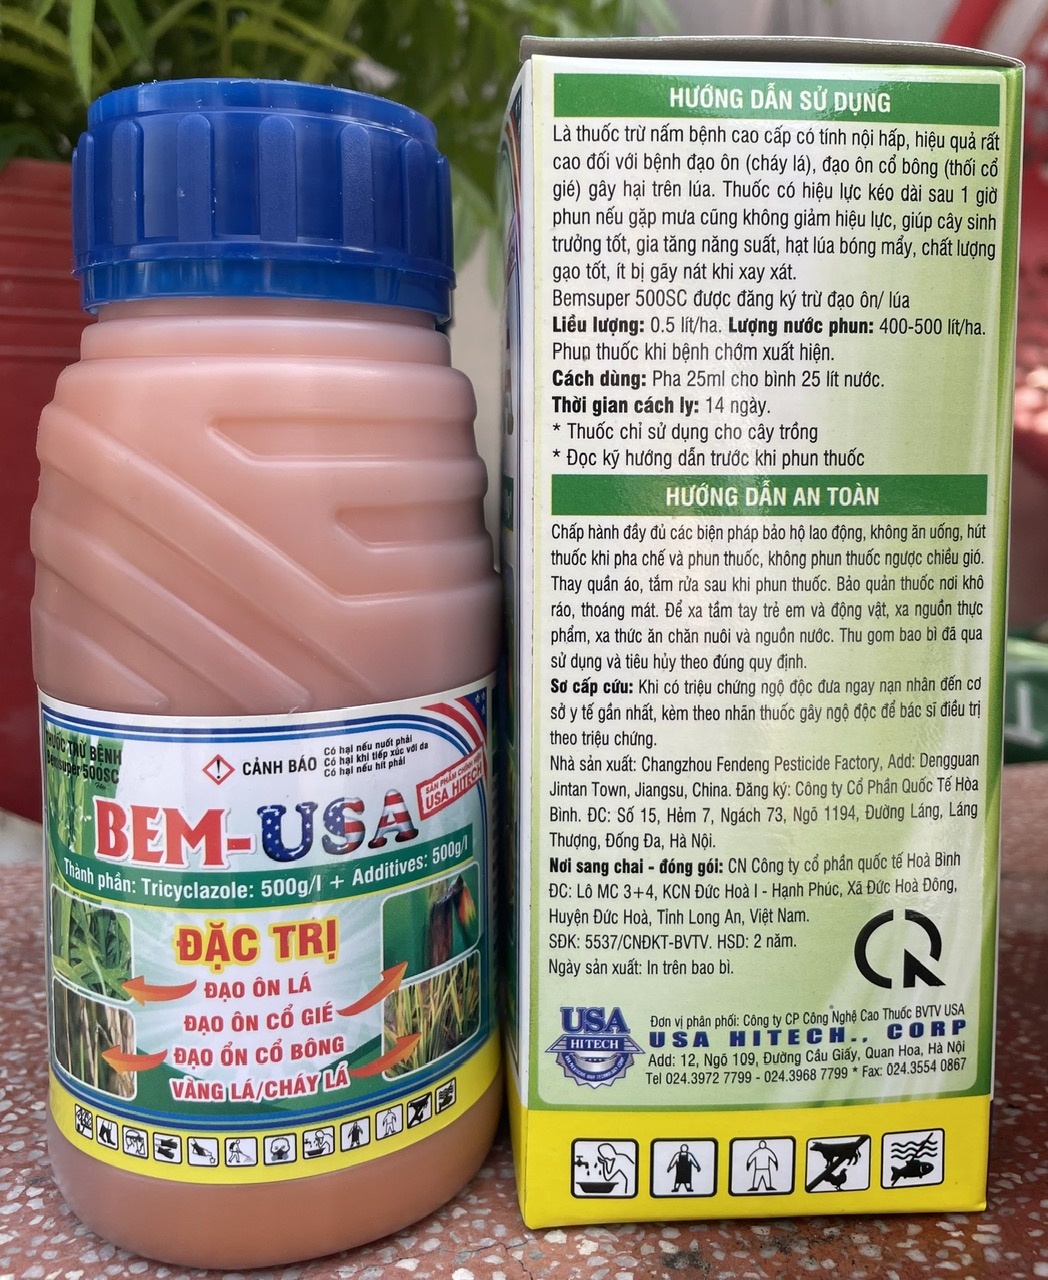 THUỐC TRỪ BỆNH
Bemsuper 500SC
CẢNH BÁO
Có hại nếu nuốt phải
Có hại khi tiếp xúc với da
Có hại nếu hít phải
USA HITECH
BEM-USA
Thành phần: Tricyclazole: 500g/l + Additives: 500g/l
ĐẶC TRỊ
ĐẠO ÔN LÁ
ĐẠO ÔN CỔ GIÉ
ĐẠO ỔN CỔ BÔNG
VÀNG LÁ/CHÁY LÁ
HƯỚNG DẪN SỬ DỤNG
Là thuốc trừ nấm bệnh cao cấp có tính nội hấp, hiệu quả rất
cao đối với bệnh đạo ôn (cháy lá), đạo ôn cổ bông (thối cổ
gié) gây hại trên lúa. Thuốc có hiệu lực kéo dài sau 1 giờ
phun nếu gặp mưa cũng không giảm hiệu lực, giúp cây sinh
trưởng tốt, gia tăng năng suất, hạt lúa bóng mẩy, chất lượng
gạo tốt, ít bị gãy nát khi xay xát.
Bemsuper 500SC được đăng ký trừ đạo ôn/ lúa
Liều lượng: 0.5 lít/ha. Lượng nước phun: 400-500 lít/ha.
Phun thuốc khi bệnh chớm xuất hiện.
Cách dùng: Pha 25ml cho bình 25 lít nước.
Thời gian cách ly: 14 ngày.
* Thuốc chỉ sử dụng cho cây trồng
* Đọc kỹ hướng dẫn trước khi phun thuốc
HƯỚNG DẪN AN TOÀN
Chấp hành đầy đủ các biện pháp bảo hộ lao động, không ăn uống, hút
thuốc khi pha chế và phun thuốc, không phun thuốc ngược chiều gió.
Thay quần áo, tắm rửa sau khi phun thuốc. Bảo quản thuốc nơi khô
ráo, thoáng mát. Để xa tầm tay trẻ em và động vật, xa nguồn thực
phẩm, xa thức ăn chăn nuôi và nguồn nước. Thu gom bao bì đã qua
sử dụng và tiêu hủy theo đúng quy định.
Sơ cấp cứu: Khi có triệu chứng ngộ độc đưa ngay nạn nhân đến cơ
sở y tế gần nhất, kèm theo nhãn thuốc gây ngộ độc để bác sĩ điều trị
theo triệu chứng.
Nhà sản xuất: Changzhou Fendeng Pesticide Factory, Add: Dengguan
Jintan Town, Jiangsu, China. Đăng ký: Công ty Cổ Phần Quốc Tế Hòa
Bình. ĐC: Số 15, Hẻm 7, Ngách 73, Ngõ 1194, Đường Láng, Láng
Thượng, Đống Đa, Hà Nội.
Nơi sang chai - đóng gói: CN Công ty cổ phần quốc tế Hoà Bình
ĐC: Lô MC 3+4, KCN Đức Hoà I - Hạnh Phúc, Xã Đức Hoà Đông,
Huyện Đức Hoà, Tỉnh Long An, Việt Nam.
SĐK: 5537/CNĐKT-BVTV. HSD: 2 năm.
Ngày sản xuất: In trên bao bì.
USA
HITECH
Đơn vị phân phối: Công ty CP Công Nghệ Cao Thuốc BVTV USA
USA HITECH., CORP
Add: 12, Ngõ 109, Đường Cầu Giấy, Quan Hoa, Hà Nội
Tel 024.3972 7799 - 024.3968 7799 * Fax: 024.3554 0867